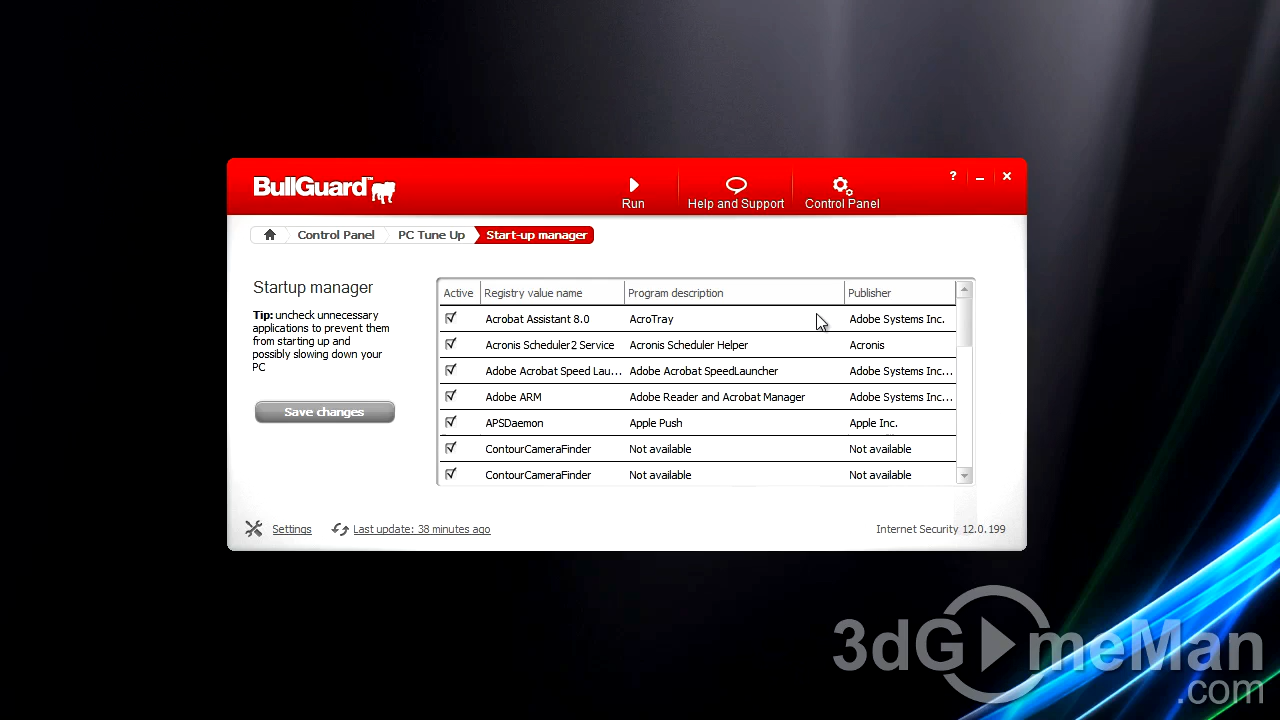 BullGuard™
Run Help and Support Control Panel
? _ ×
Control Panel PC Tune Up Start-up manager
Startup manager
Tip: uncheck unnecessary
applications to prevent them
from starting up and
possibly slowing down your
PC
Save changes
Active Registry value name Program description Publisher
Acrobat Assistant 8.0 AcroTray Adobe Systems Inc.
Acronis Scheduler2 Service Acronis Scheduler Helper Acronis
Adobe Acrobat Speed Lau... Adobe Acrobat SpeedLauncher Adobe Systems Inc...
Adobe ARM Adobe Reader and Acrobat Manager Adobe Systems Inc...
APSDaemon Apple Push Apple Inc.
ContourCameraFinder Not available Not available
ContourCameraFinder Not available Not available
Settings Last update: 38 minutes ago Internet Security 12.0.199
3dGameMan
.com